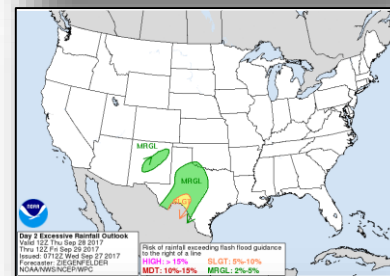 MRGL
MRGL
SLGT
NOAA
Day 2 Excessive Rainfall Outlook
Valid 12Z Thu Sep 28 2017
Thru 12Z Fri Sep 29 2017
Issued: 0712Z Wed Sep 27 2017
Forecaster: ZIEGENFELDER
NOAA/NWS/NCEP/WPC
Risk of rainfall exceeding flash flood guidance
to the right of a line
HIGH: > 15% SLGT: 5%-10%
MDT: 10%-15% MRGL: 2%-5%